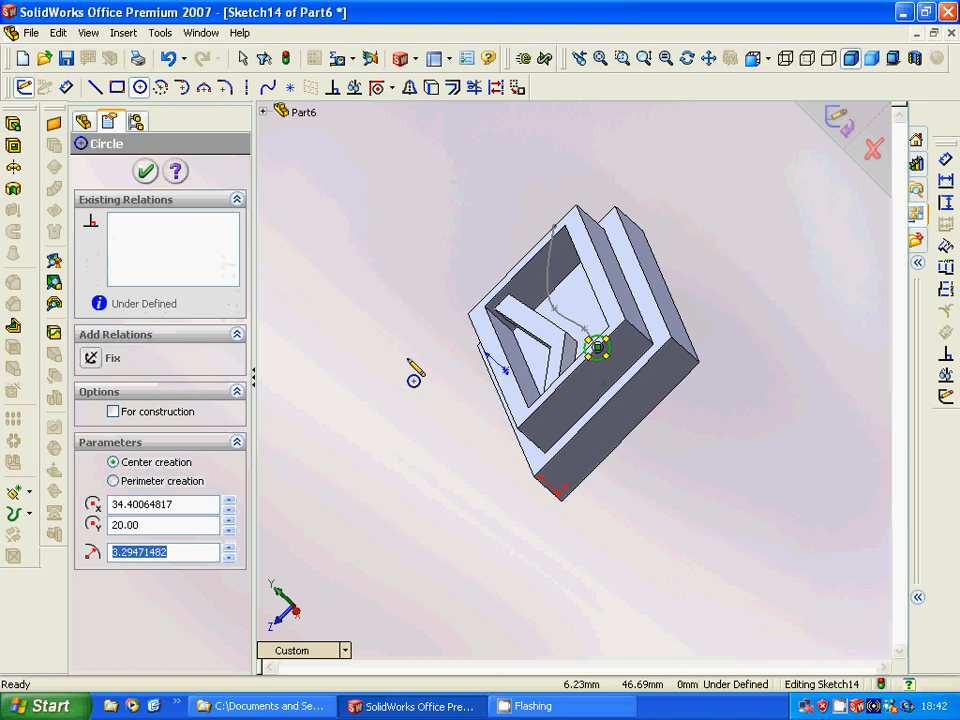 SolidWorks Office Premium 2007 - [Sketch14 of Part6 *]
File Edit View Insert Tools Window Help
Part6
Circle
Existing Relations
Under Defined
Add Relations
Fix
Options
For construction
Parameters
Center creation
Perimeter creation
34.40064817
20.00
3.29471482
Y
Z
X
Custom
Ready
6.23mm 46.69mm 0mm Under Defined Editing Sketch14
Start
C:\Documents and Se...
SolidWorks Office Pre...
Flashing
18:42